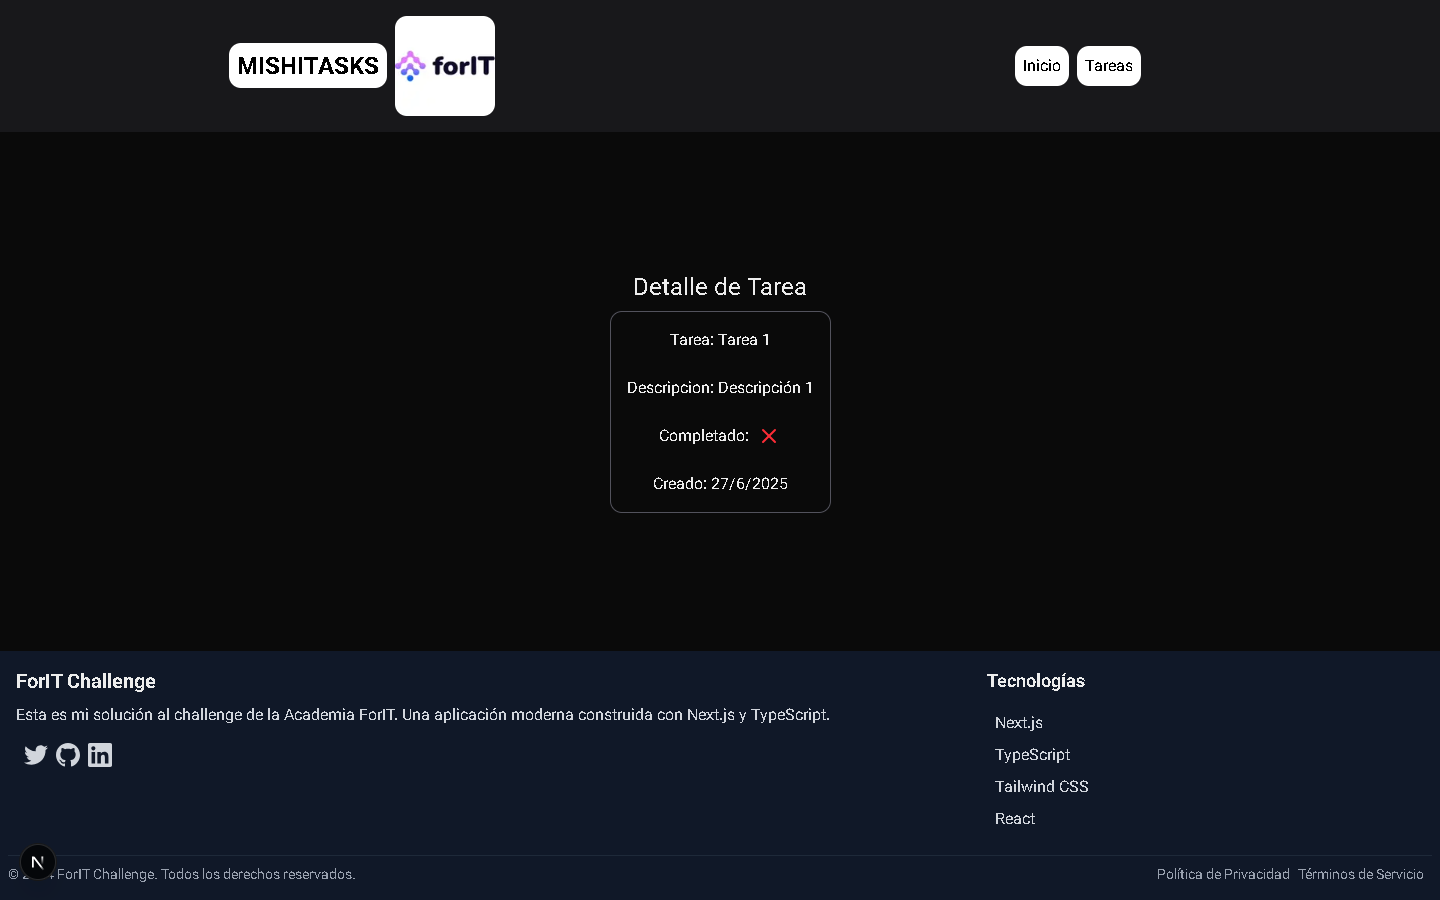 MISHITASKS
forIT
Inicio
Tareas
Detalle de Tarea
Tarea: Tarea 1
Descripcion: Descripción 1
Completado:
Creado: 27/6/2025
ForIT Challenge
Esta es mi solución al challenge de la Academia ForIT. Una aplicación moderna construida con Next.js y TypeScript.
Tecnologías
Next.js
TypeScript
Tailwind CSS
React
N
© ForIT Challenge. Todos los derechos reservados.
Política de Privacidad
Términos de Servicio